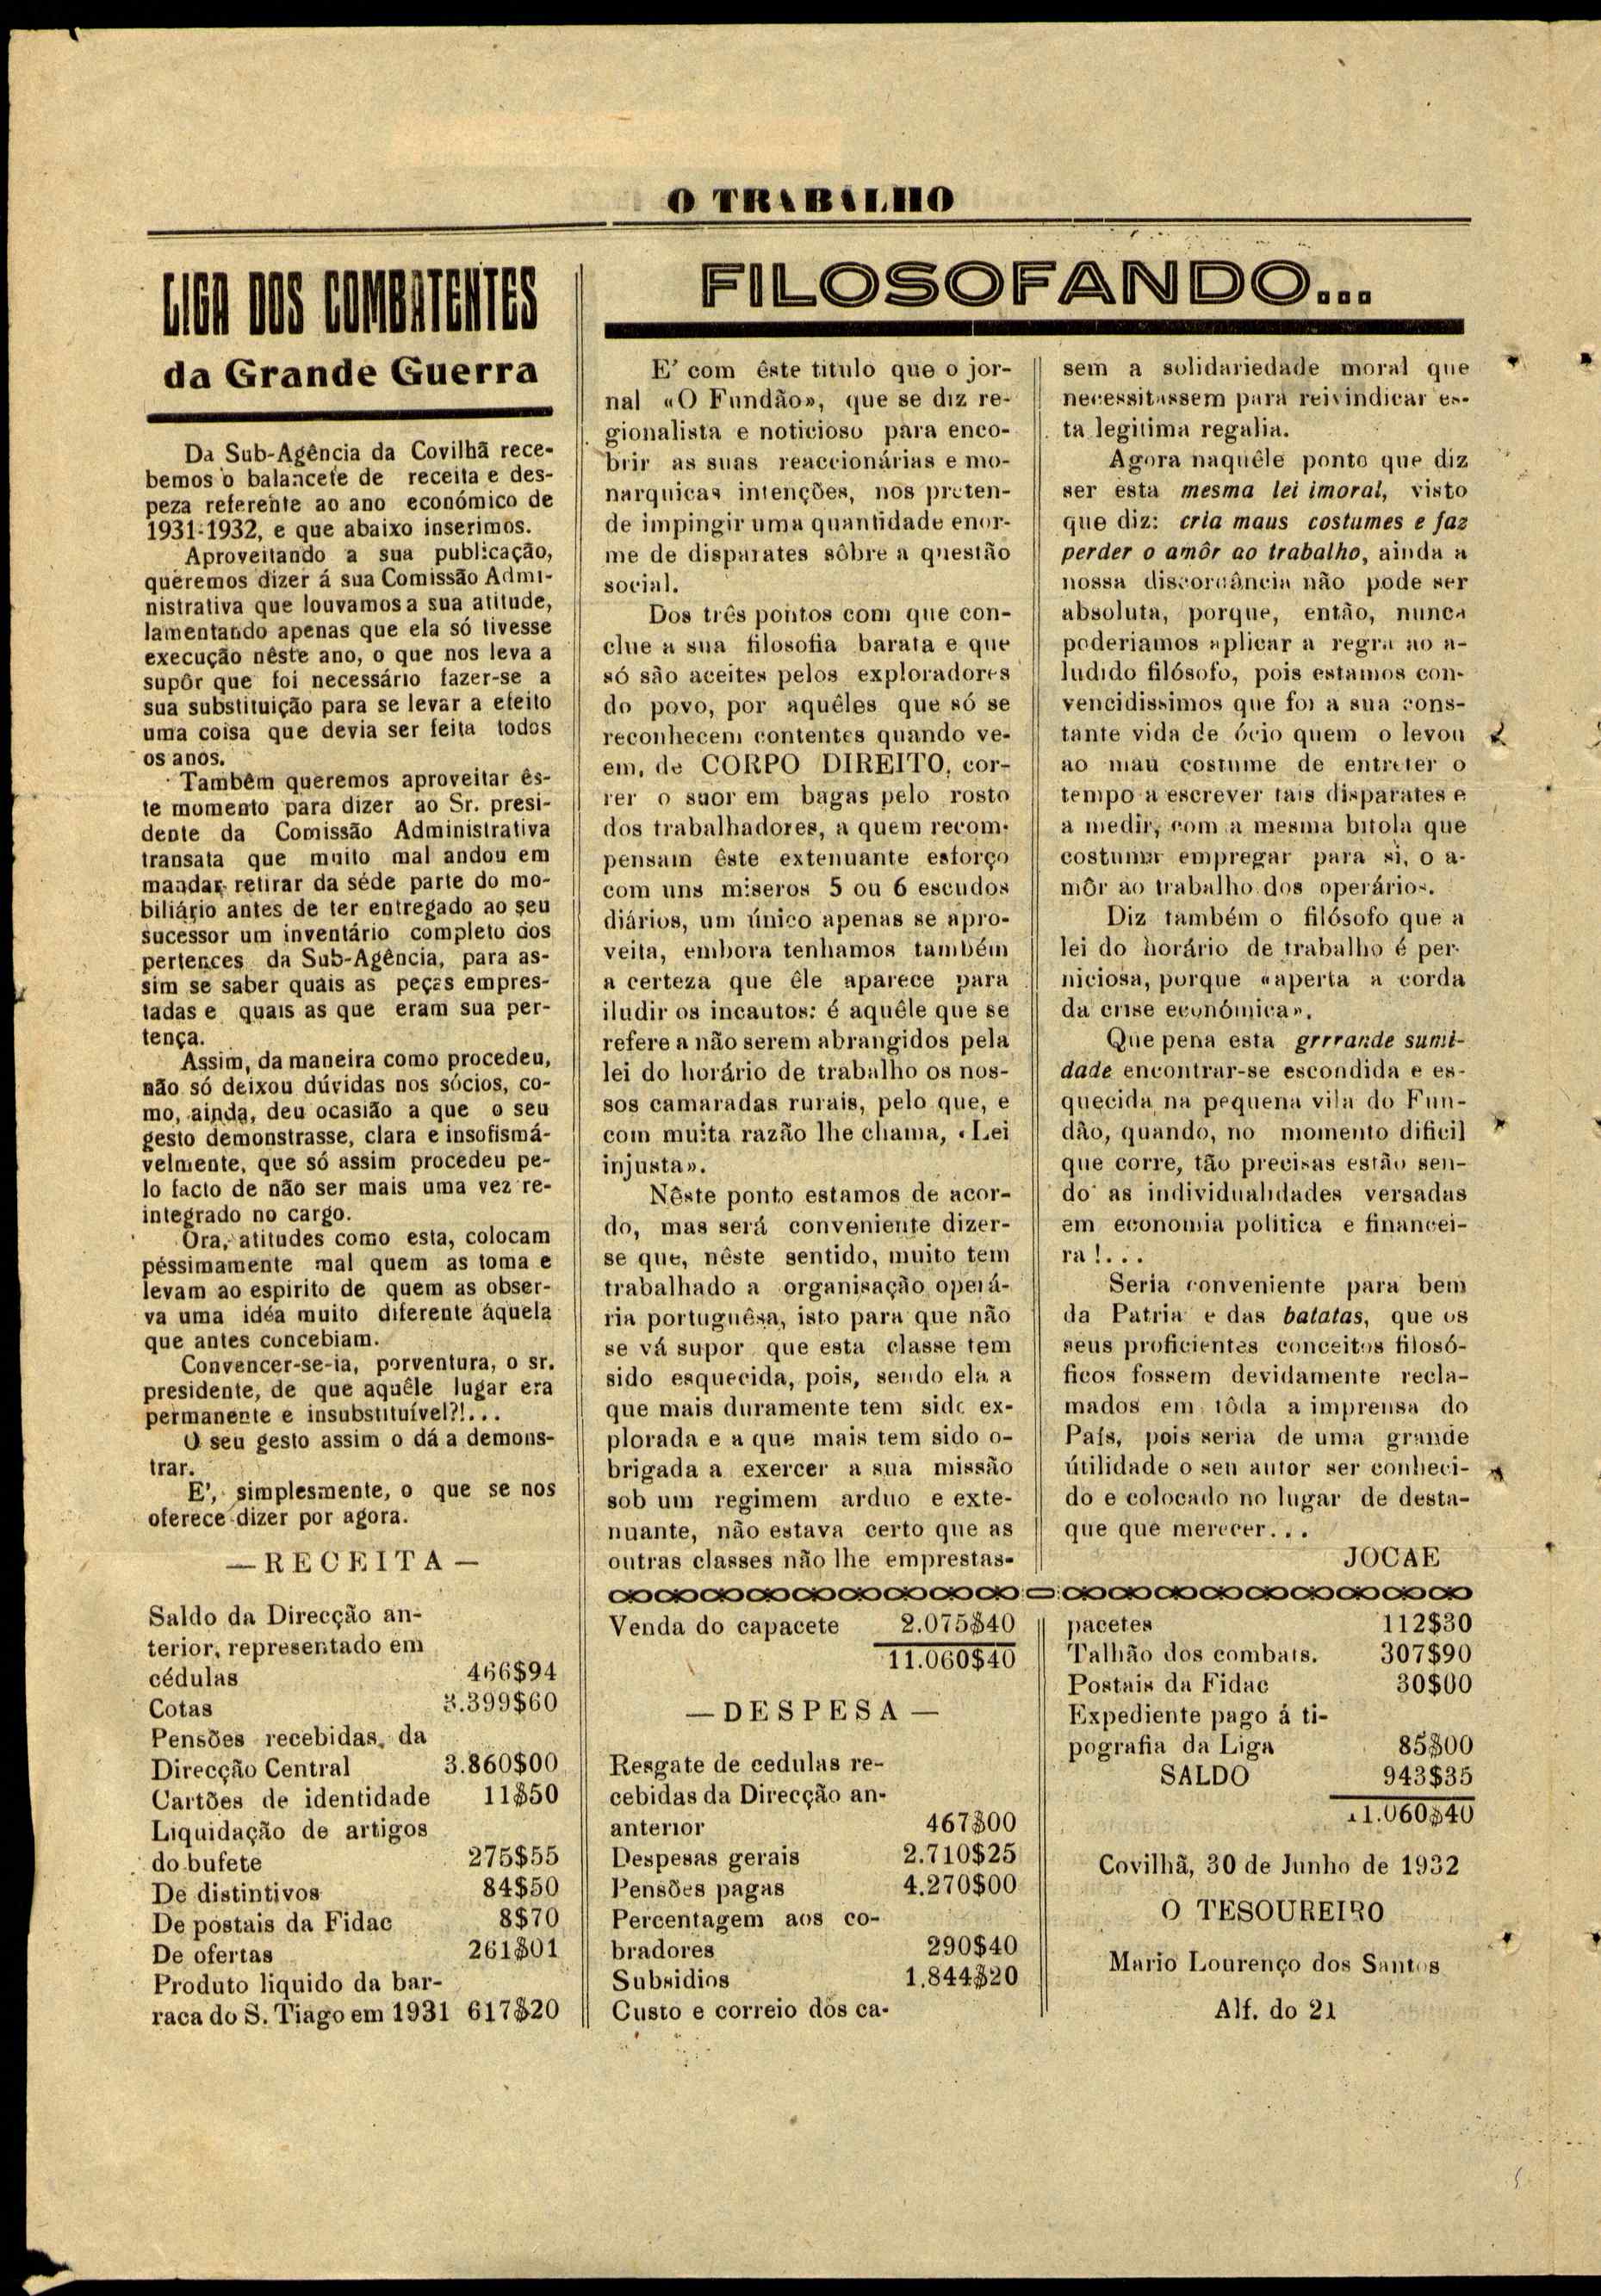 O TRABALHO
LIGA DOS COMBATENTES
da Grande Guerra
Da Sub-Agência da Covilhã rece-
bemos o balancete de receita e des-
peza referente ao ano económico de
1931-1932, e que abaixo inserimos.
Aproveitando a sua publicação,
queremos dizer á sua Comissão Admi-
nistrativa que louvamos a sua atitude,
lamentando apenas que ela só tivesse
execução nêste ano, o que nos leva a
supôr que foi necessário fazer-se a
sua substituição para se levar a efeito
uma coisa que devia ser feita todos
os anos.
Tambêm queremos aproveitar ês-
te momento para dizer ao Sr. presi-
dente da Comissão Administrativa
transata que muito mal andou em
mandar retirar da séde parte do mo-
biliário antes de ter entregado ao seu
sucessor um inventário completo dos
pertences da Sub-Agência, para as-
sim se saber quais as peças empres-
tadas e quais as que eram sua per-
tença.
Assim, da maneira como procedeu,
não só deixou dúvidas nos sócios, co-
mo, ainda, deu ocasião a que o seu
gesto demonstrasse, clara e insofismá-
velmente, que só assim procedeu pe-
lo facto de não ser mais uma vez re-
integrado no cargo.
Ora, atitudes como esta, colocam
péssimamente mal quem as toma e
levam ao espirito de quem as obser-
va uma idéa muito diferente áquela
que antes concebiam.
Convencer-se-ia, porventura, o sr.
presidente, de que aquêle lugar era
permanente e insubstituível?!...
O seu gesto assim o dá a demons-
trar.
E', simplesmente, o que se nos
oferece dizer por agora.
—RECEITA—
Saldo da Direcção an-
terior, representado em
cédulas 466$94
Cotas 3.399$60
Pensões recebidas, da
Direcção Central 3.860$00
Cartões de identidade 11$50
Liquidação de artigos
do bufete 275$55
De distintivos 84$50
De postais da Fidac 8$70
De ofertas 261$01
Produto liquido da bar-
raca do S. Tiago em 1931 617$20
FILOSOFANDO...
E' com êste titulo que o jor-
nal «O Fundão», que se diz re-
gionalista e noticioso para enco-
brir as suas reaccionárias e mo-
narquicas intenções, nos preten-
de impingir uma quantidade enor-
me de disparates sôbre a questão
social.
Dos três pontos com que con-
clue a sua filosofia barata e que
só são aceites pelos exploradores
do povo, por aquêles que só se
reconhecem contentes quando ve-
em, de CORPO DIREITO, cor-
rer o suor em bagas pelo rosto
dos trabalhadores, a quem recom-
pensam êste extenuante esforço
com uns miseros 5 ou 6 escudos
diários, um único apenas se apro-
veita, embora tenhamos também
a certeza que êle aparece para
iludir os incautos: é aquêle que se
refere a não serem abrangidos pela
lei do horário de trabalho os nos-
sos camaradas rurais, pelo que, e
com muita razão lhe chama, «Lei
injusta».
Nêste ponto estamos de acor-
do, mas será conveniente dizer-
se que, nêste sentido, muito tem
trabalhado a organisação operá-
ria portuguêsa, isto para que não
se vá supor que esta classe tem
sido esquecida, pois, sendo ela a
que mais duramente tem sido ex-
plorada e a que mais tem sido o-
brigada a exercer a sua missão
sob um regimem arduo e exte-
nuante, não estava certo que as
outras classes não lhe emprestas-
sem a solidariedade moral que
necessitassem para reivindicar es-
ta legitima regalia.
Agora naquêle ponto que diz
ser esta mesma lei imoral, visto
que diz: cria maus costumes e faz
perder o amôr ao trabalho, ainda a
nossa discordância não pode ser
absoluta, porque, então, nunca
poderiamos aplicar a regra ao a-
ludido filósofo, pois estamos con-
vencidissimos que foi a sua cons-
tante vida de ócio quem o levou
ao mau costume de entreter o
tempo a escrever tais disparates e
a medir, com a mesma bitola que
costuma empregar para si, o a-
môr ao trabalho dos operários.
Diz também o filósofo que a
lei do horário de trabalho é per-
niciosa, porque «aperta a corda
da crise económica».
Que pena esta grrrande sumi-
dade encontrar-se escondida e es-
quecida na pequena vila do Fun-
dão, quando, no momento dificil
que corre, tão precisas estão sen-
do as individualidades versadas
em economia politica e financei-
ra!...
Seria conveniente para bem
da Patria e das batatas, que os
seus proficientes conceitos filosó-
ficos fossem devidamente recla-
mados em tôda a imprensa do
País, pois seria de uma grande
útilidade o seu autor ser conheci-
do e colocado no lugar de desta-
que que merecer...
JOCAE
Venda do capacete 2.075$40
11.060$40
—DESPESA—
Resgate de cedulas re-
cebidas da Direcção an-
anterior 467$00
Despesas gerais 2.710$25
Pensões pagas 4.270$00
Percentagem aos co-
bradores 290$40
Subsidios 1.844$20
Custo e correio dos ca-
pacetes 112$30
Talhão dos combats. 307$90
Postais da Fidac 30$00
Expediente pago á ti-
pografia da Liga 85$00
SALDO 943$35
11.060$40
Covilhã, 30 de Junho de 1932
O TESOUREIRO
Mario Lourenço dos Santos
Alf. do 21